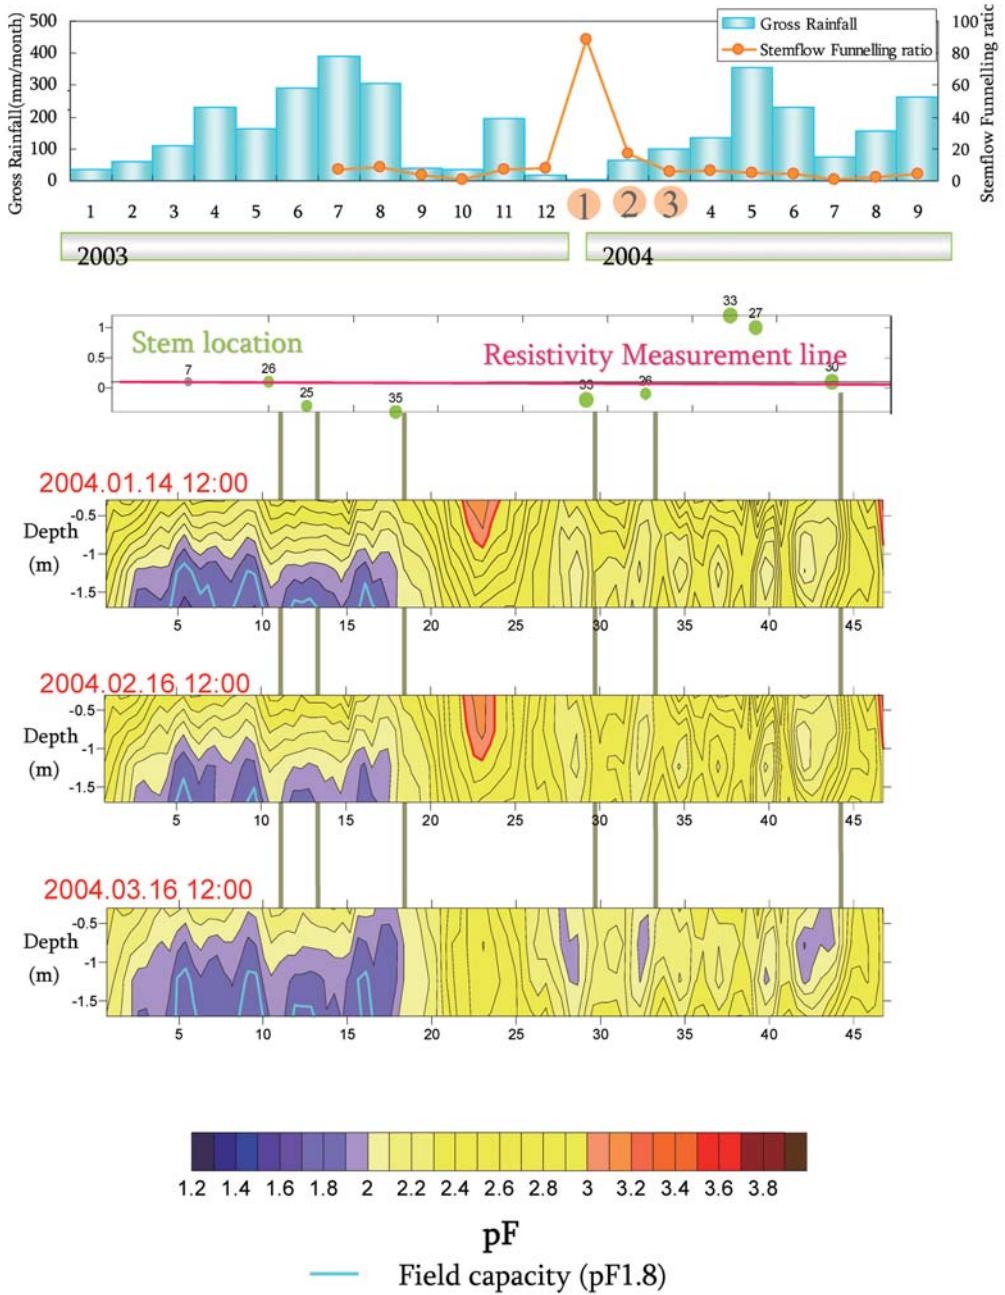 Gross Rainfall(mm/month)
500
400
300
200
100
0
Gross Rainfall
Stemflow Funnelling ratio
100
80
60
40
20
0
Stemflow Funnelling ratic
1 2 3 4 5 6 7 8 9 10 11 12 1 2 3 4 5 6 7 8 9
2003 2004
33
27
1
0.5
0
Stem location
Resistivity Measurement line
7
26
25
35
33
26
30
2004.01.14 12:00
Depth
(m)
-0.5
-1
-1.5
5 10 15 20 25 30 35 40 45
2004.02.16 12:00
Depth
(m)
-0.5
-1
-1.5
5 10 15 20 25 30 35 40 45
2004.03.16 12:00
Depth
(m)
-0.5
-1
-1.5
5 10 15 20 25 30 35 40 45
1.2 1.4 1.6 1.8 2 2.2 2.4 2.6 2.8 3 3.2 3.4 3.6 3.8
pF
Field capacity (pF1.8)